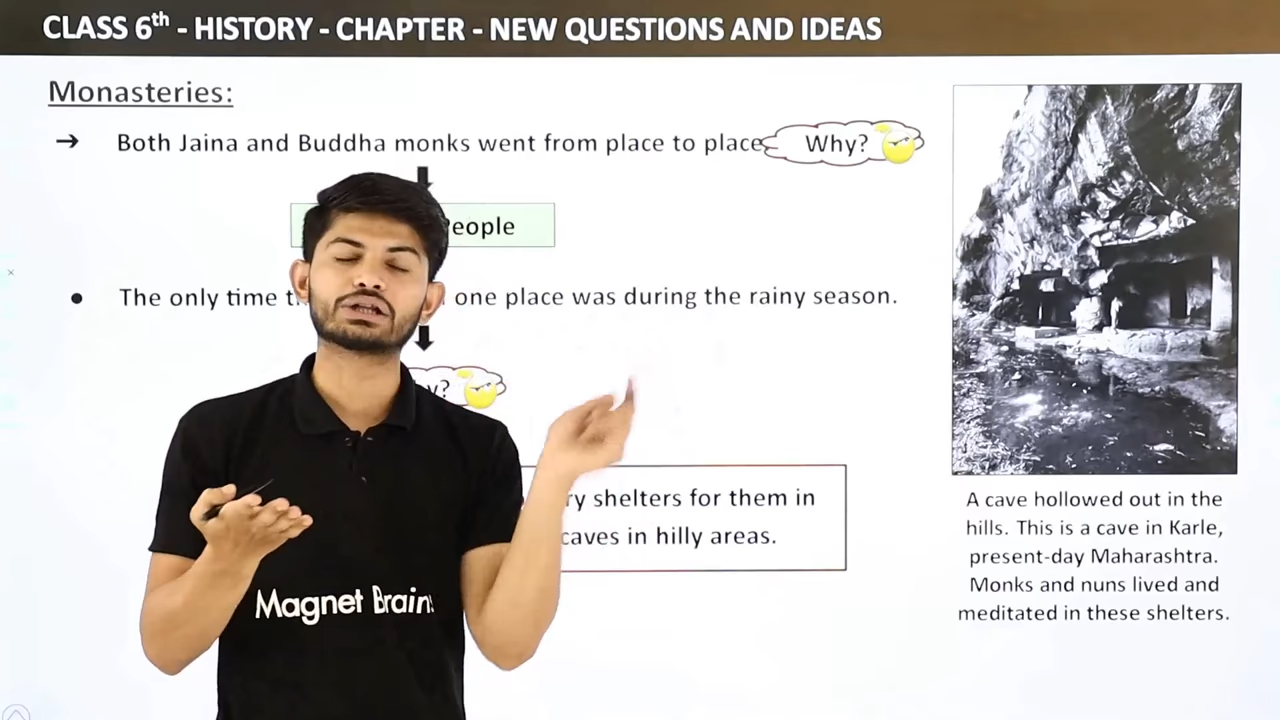 CLASS 6th - HISTORY - CHAPTER - NEW QUESTIONS AND IDEAS
Monasteries:
→ Both Jaina and Buddha monks went from place to place
Why?
People
• The only time one place was during the rainy season.
shelters for them in
caves in hilly areas.
Magnet Brains
A cave hollowed out in the
hills. This is a cave in Karle,
present-day Maharashtra.
Monks and nuns lived and
meditated in these shelters.